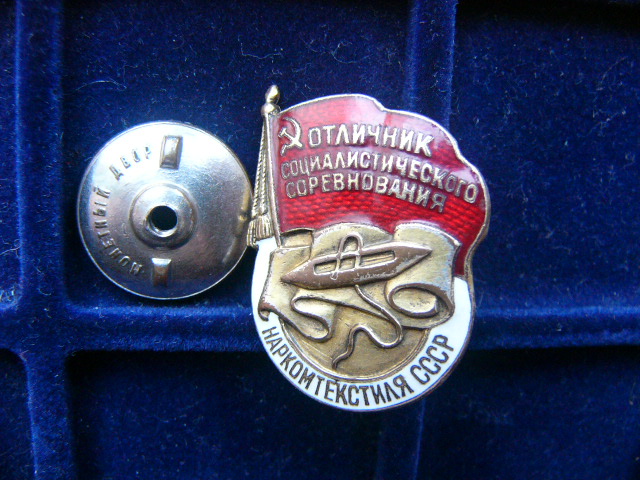 ОТЛИЧНИК
СОЦИАЛИСТИЧЕСКОГО
СОРЕВНОВАНИЯ
НАРКОМТЕКСТИЛЯ СССР
МОНЕТНЫЙ ДВОР